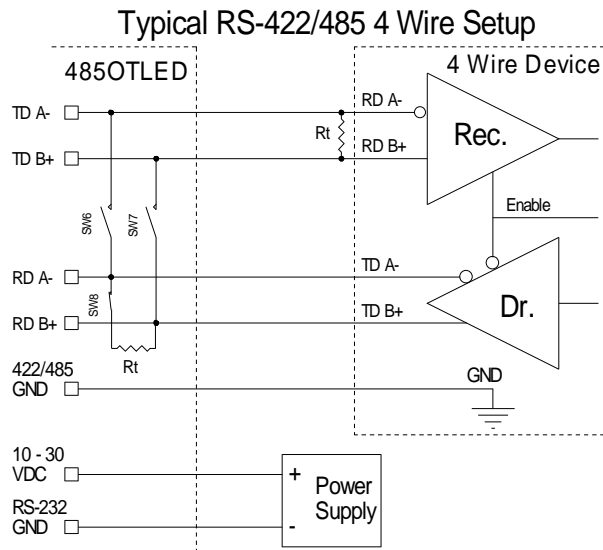 Typical RS-422/485 4 Wire Setup
485OTLED
4 Wire Device
TD A-
RD A-
Rt
Rec.
TD B+
RD B+
Enable
SW6
SW7
RD A-
TD A-
SW8
Dr.
RD B+
TD B+
Rt
422/485
GND
GND
10 - 30
VDC
+
Power
Supply
-
RS-232
GND